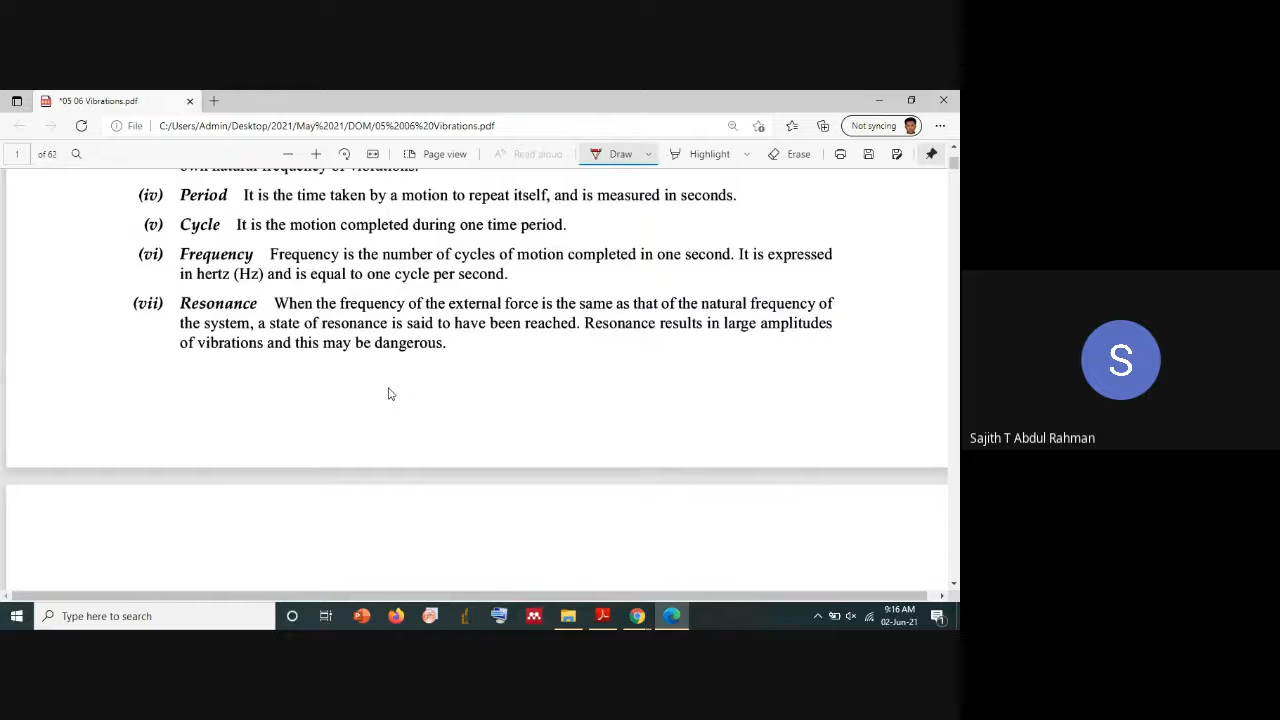 *05 06 Vibrations.pdf
File
C:/Users/Admin/Desktop/2021/May%2021/DOM/05%2006%20Vibrations.pdf
Not syncing
1 of 62
Page view
Read aloud
Draw
Highlight
Erase
own natural frequency of vibrations.
(iv) Period It is the time taken by a motion to repeat itself, and is measured in seconds.
(v) Cycle It is the motion completed during one time period.
(vi) Frequency Frequency is the number of cycles of motion completed in one second. It is expressed
in hertz (Hz) and is equal to one cycle per second.
(vii) Resonance When the frequency of the external force is the same as that of the natural frequency of
the system, a state of resonance is said to have been reached. Resonance results in large amplitudes
of vibrations and this may be dangerous.
S
Sajith T Abdul Rahman
Type here to search
9:16 AM
02-Jun-21
1